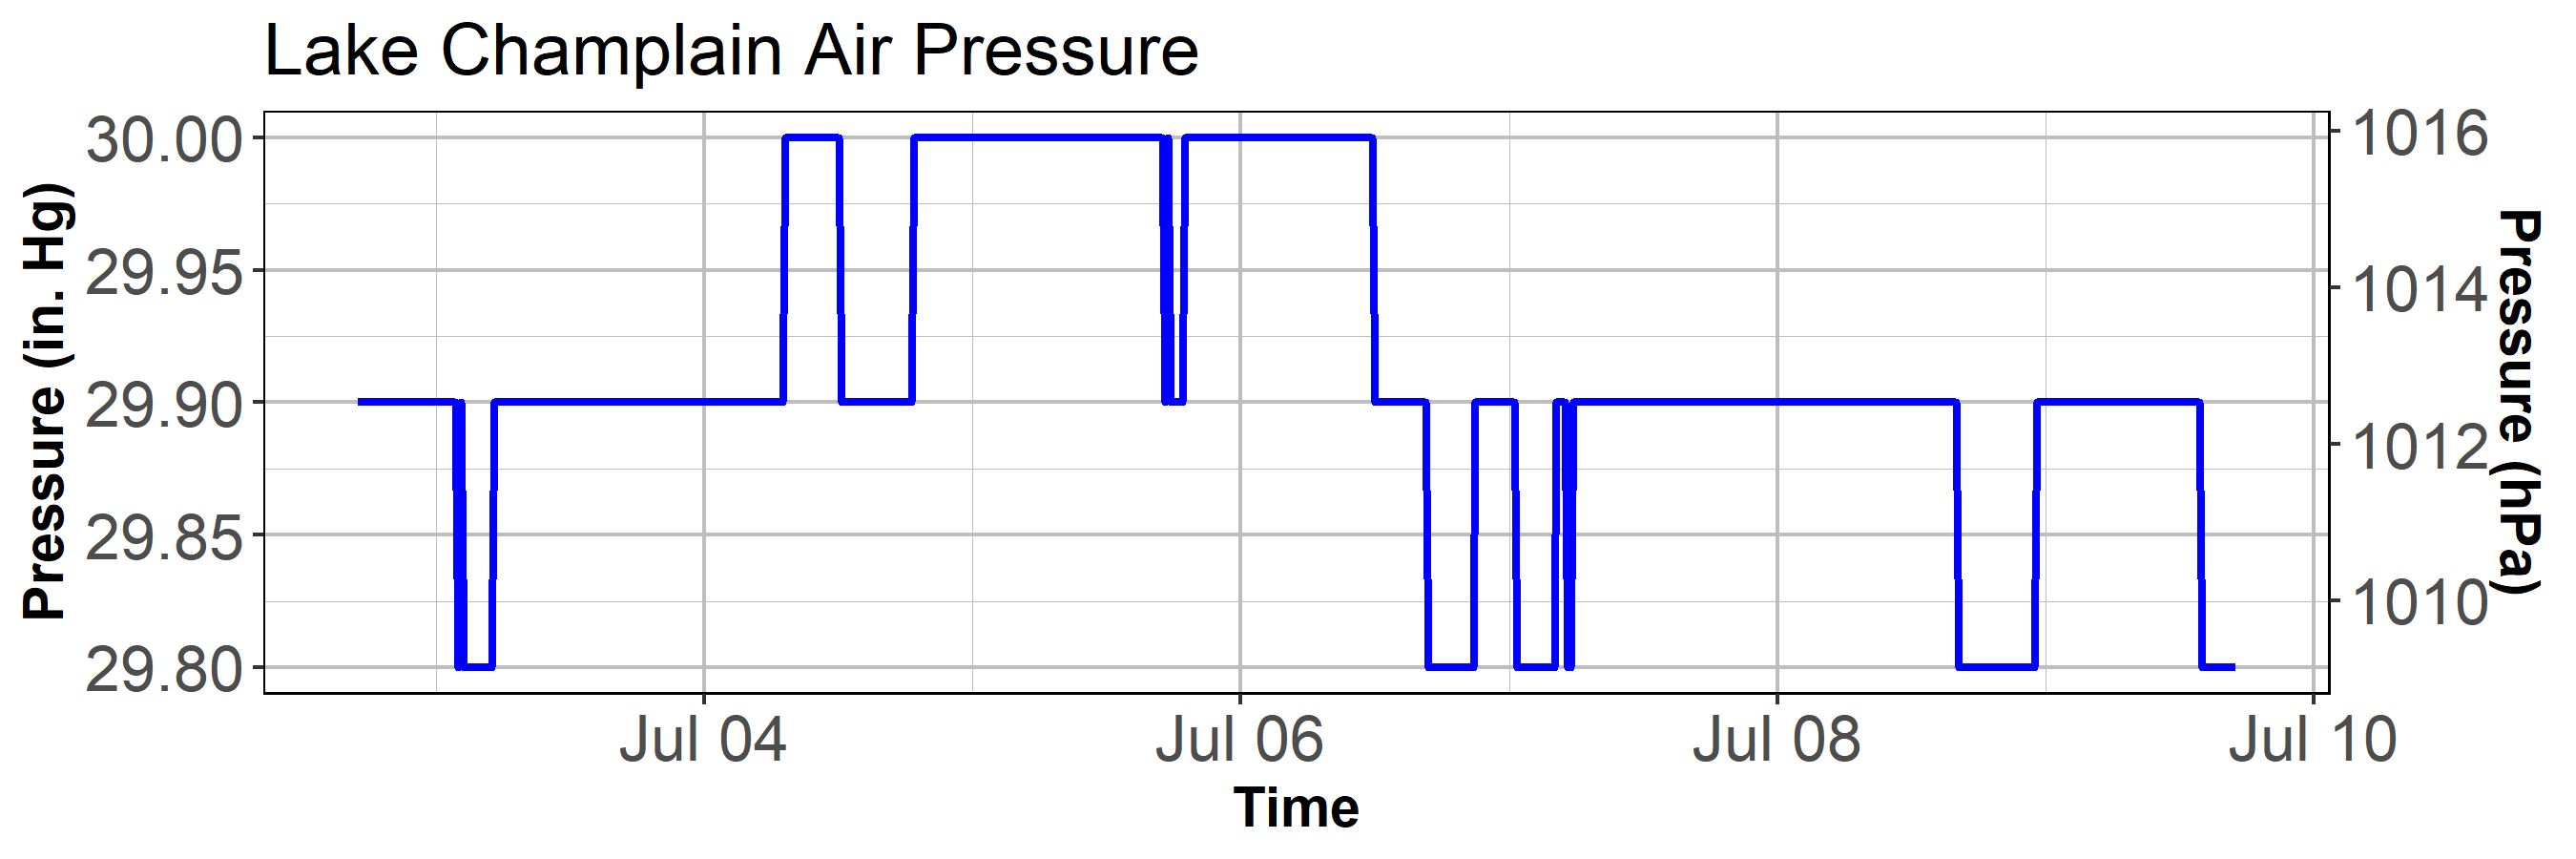 Lake Champlain Air Pressure
Pressure (in. Hg)
30.00
29.95
29.90
29.85
29.80
1016
1014
1012
1010
Pressure (hPa)
Jul 04 Jul 06 Jul 08 Jul 10
Time